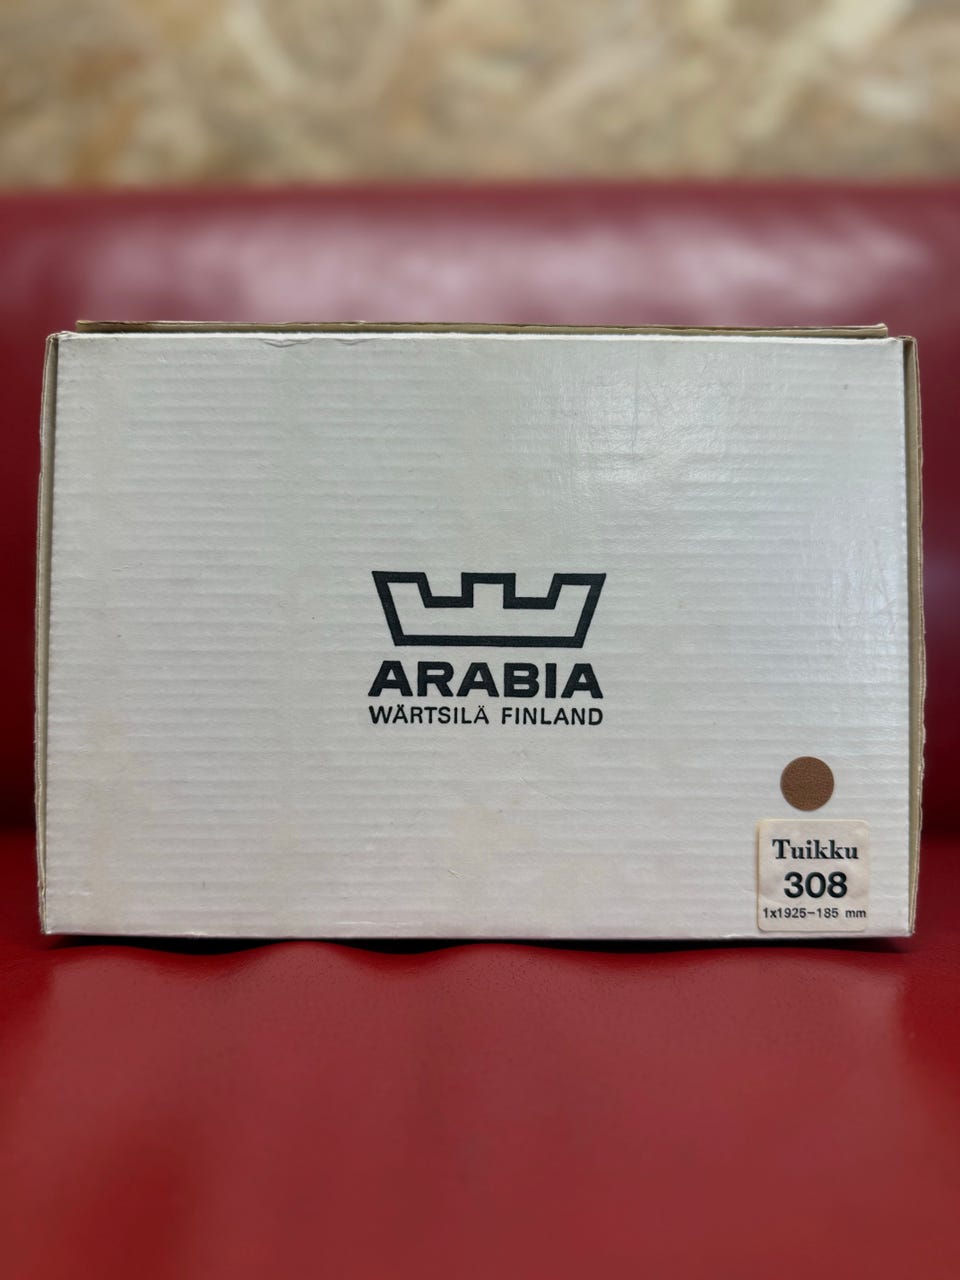 ARABIA
WÄRTSILÄ FINLAND
Tuikku
308
1x1925-185 mm